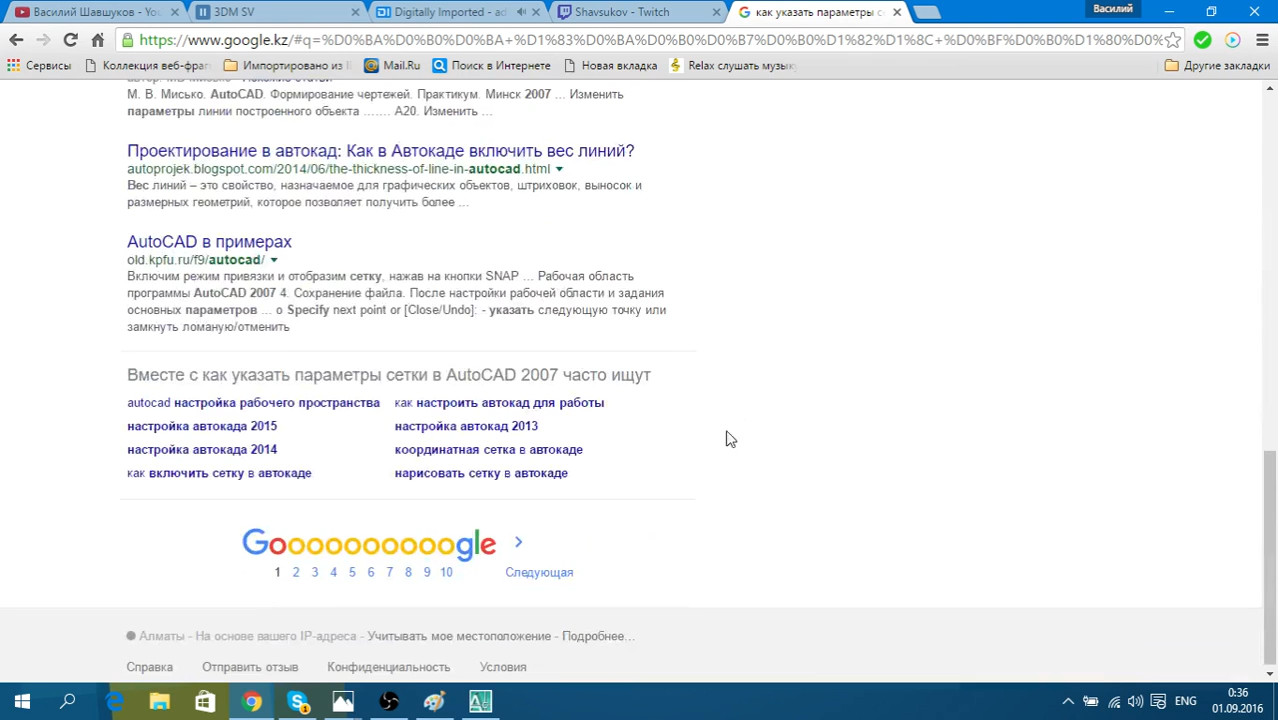 Василий Шавшуков - You
3DM SV
Digitally Imported - ad
Shavsukov - Twitch
как указать параметры се
Василий
https://www.google.kz/#q=%D0%BA%D0%B0%D0%BA+%D1%83%D0%BA%D0%B0%D0%B7%D0%B0%D1%82%D1%8C+%D0%BF%D0%B0%D1%80%D0%
Сервисы
Коллекция веб-фраг
Импортировано из IE
Mail.Ru
Поиск в Интернете
Новая вкладка
Relax слушать музык
Другие закладки
М. В. Мисько. AutoCAD. Формирование чертежей. Практикум. Минск 2007 ... Изменить
параметры линии построенного объекта ....... А20. Изменить ...
Проектирование в автокад: Как в Автокаде включить вес линий?
autoprojek.blogspot.com/2014/06/the-thickness-of-line-in-autocad.html
Вес линий – это свойство, назначаемое для графических объектов, штриховок, выносок и
размерных геометрий, которое позволяет получить более ...
AutoCAD в примерах
old.kpfu.ru/f9/autocad/
Включим режим привязки и отобразим сетку, нажав на кнопки SNAP ... Рабочая область
программы AutoCAD 2007 4. Сохранение файла. После настройки рабочей области и задания
основных параметров ... o Specify next point or [Close/Undo]: - указать следующую точку или
замкнуть ломаную/отменить
Вместе с как указать параметры сетки в AutoCAD 2007 часто ищут
autocad настройка рабочего пространства
как настроить автокад для работы
настройка автокада 2015
настройка автокад 2013
настройка автокада 2014
координатная сетка в автокаде
как включить сетку в автокаде
нарисовать сетку в автокаде
Goooooooooogle
1 2 3 4 5 6 7 8 9 10 Следующая
Алматы - На основе вашего IP-адреса - Учитывать мое местоположение - Подробнее...
Справка Отправить отзыв Конфиденциальность Условия
ENG
0:36
01.09.2016